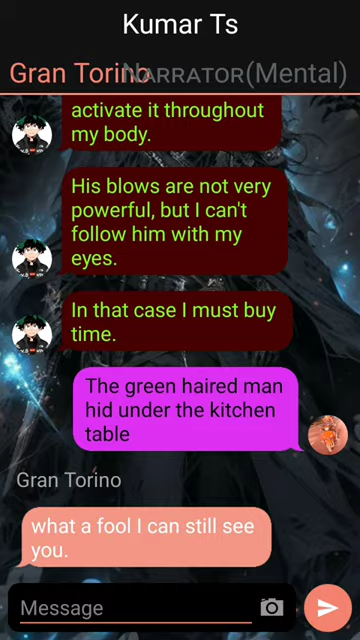 Kumar Ts
Gran Torino
Narrator(Mental)
activate it throughout
my body.
His blows are not very
powerful, but I can't
follow him with my
eyes.
In that case I must buy
time.
The green haired man
hid under the kitchen
table
Gran Torino
what a fool I can still see
you.
Message